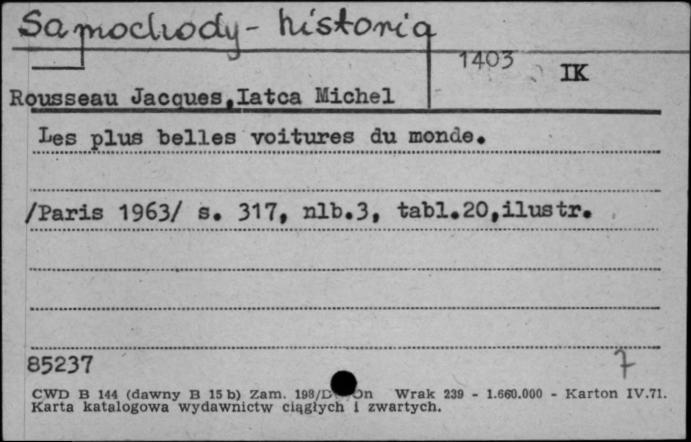 Samochody - historia
1403 IK
Rousseau Jacques,Iatca Michel
Les plus belles voitures du monde.
/Paris 1963/ s. 317, nlb.3, tabl.20,ilustr.
85237
7
CWD B 144 (dawny B 15 b) Zam. 198/D Wrak 239 - 1.660.000 - Karton IV.71.
Karta katalogowa wydawnictw ciągłych i zwartych.